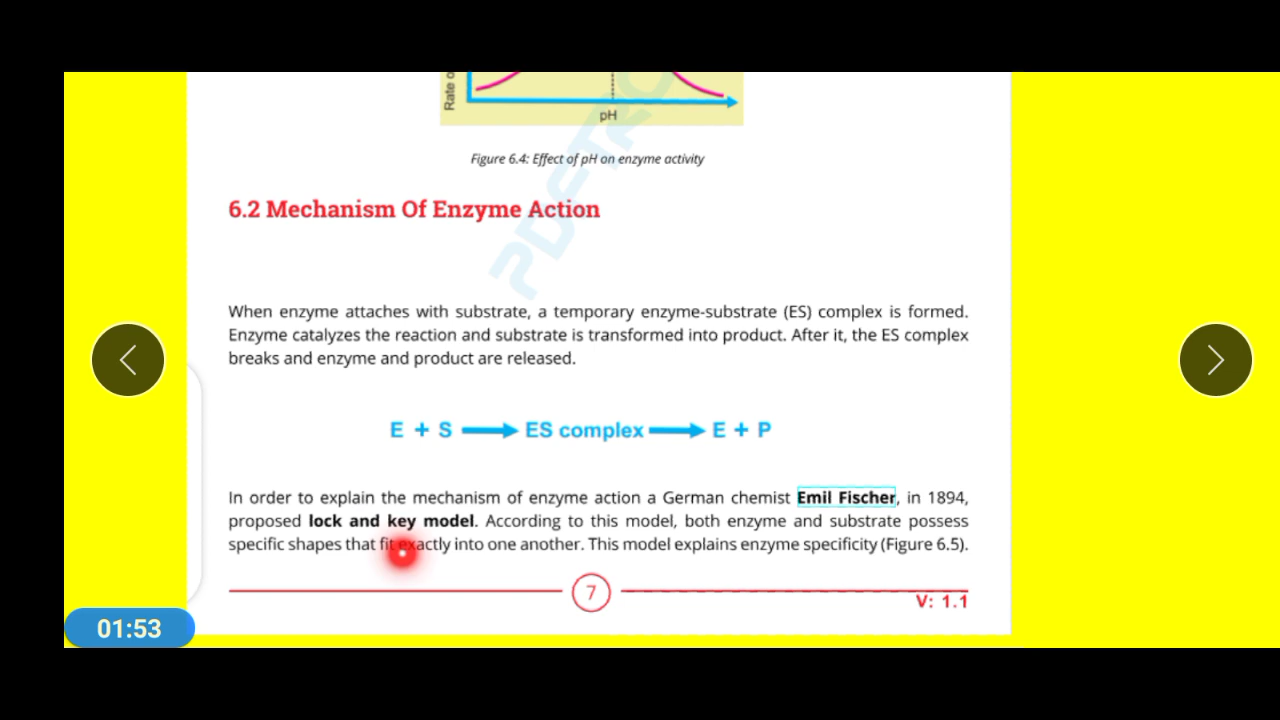 Rate o
pH
Figure 6.4: Effect of pH on enzyme activity
6.2 Mechanism Of Enzyme Action
When enzyme attaches with substrate, a temporary enzyme-substrate (ES) complex is formed.
Enzyme catalyzes the reaction and substrate is transformed into product. After it, the ES complex
breaks and enzyme and product are released.
E + S → ES complex → E + P
In order to explain the mechanism of enzyme action a German chemist Emil Fischer, in 1894,
proposed lock and key model. According to this model, both enzyme and substrate possess
specific shapes that fit exactly into one another. This model explains enzyme specificity (Figure 6.5).
7
V: 1.1
01:53